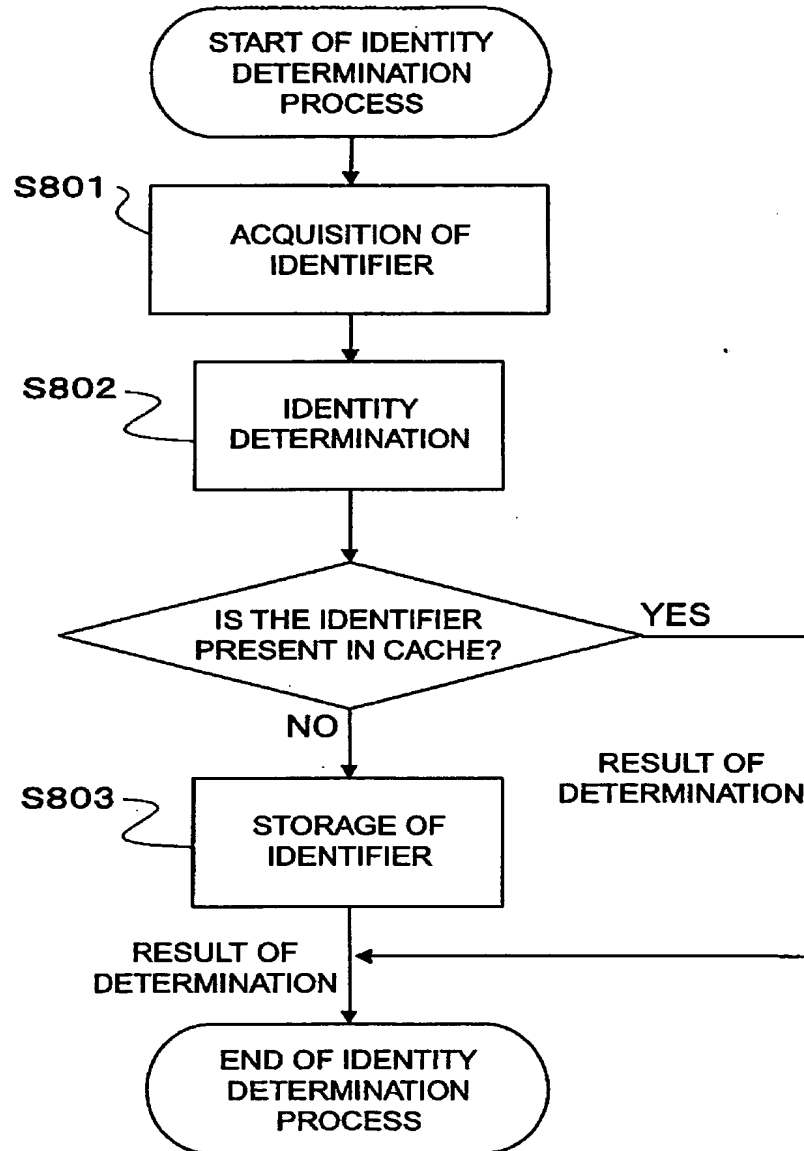 START OF IDENTITY
DETERMINATION
PROCESS
S801
ACQUISITION OF
IDENTIFIER
S802
IDENTITY
DETERMINATION
IS THE IDENTIFIER
PRESENT IN CACHE?
YES
NO
RESULT OF
DETERMINATION
S803
STORAGE OF
IDENTIFIER
RESULT OF
DETERMINATION
END OF IDENTITY
DETERMINATION
PROCESS